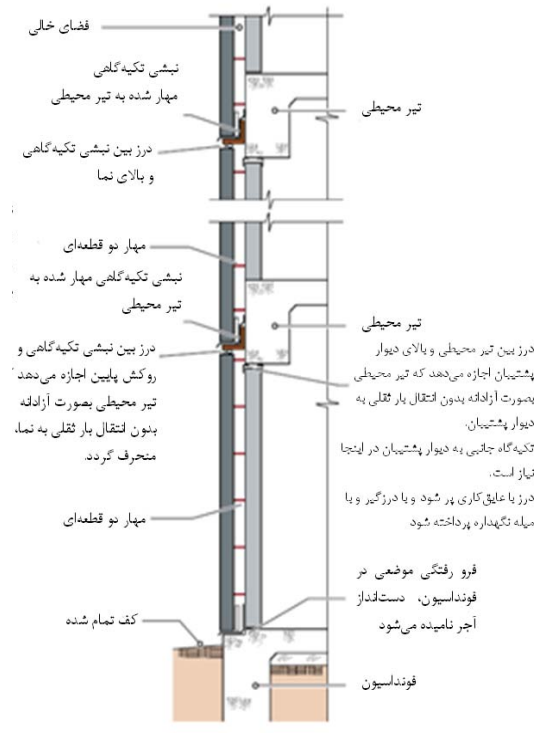 فضای خالی
نبشی تکیه‌گاهی
مهار شده به تیر محیطی
درز بین نبشی تکیه‌گاهی
و بالای نما
مهار دو قطعه‌ای
نبشی تکیه‌گاهی مهار شده به
تیر محیطی
درز بین نبشی تکیه‌گاهی و
روکش پایین اجازه می‌دهد
تیر محیطی بصورت آزادانه
بدون انتقال بار ثقلی به نما،
منحرف گردد.
مهار دو قطعه‌ای
کف تمام شده
تیر محیطی
تیر محیطی
درز بین تیر محیطی و بالای دیوار
پشتیبان اجازه می‌دهد که تیر محیطی
بصورت آزادانه بدون انتقال بار ثقلی به
دیوار پشتیبان.
تکیه‌گاه جانبی به دیوار پشتیبان در اینجا
نیاز است.
درز با عایق‌کاری پر شود و با درزگیر و یا
میله نگهداره پرداخته شود
فرو رفتگی موضعی در
فونداسیون، دست‌انداز
آجر نامیده می‌شود
فونداسیون